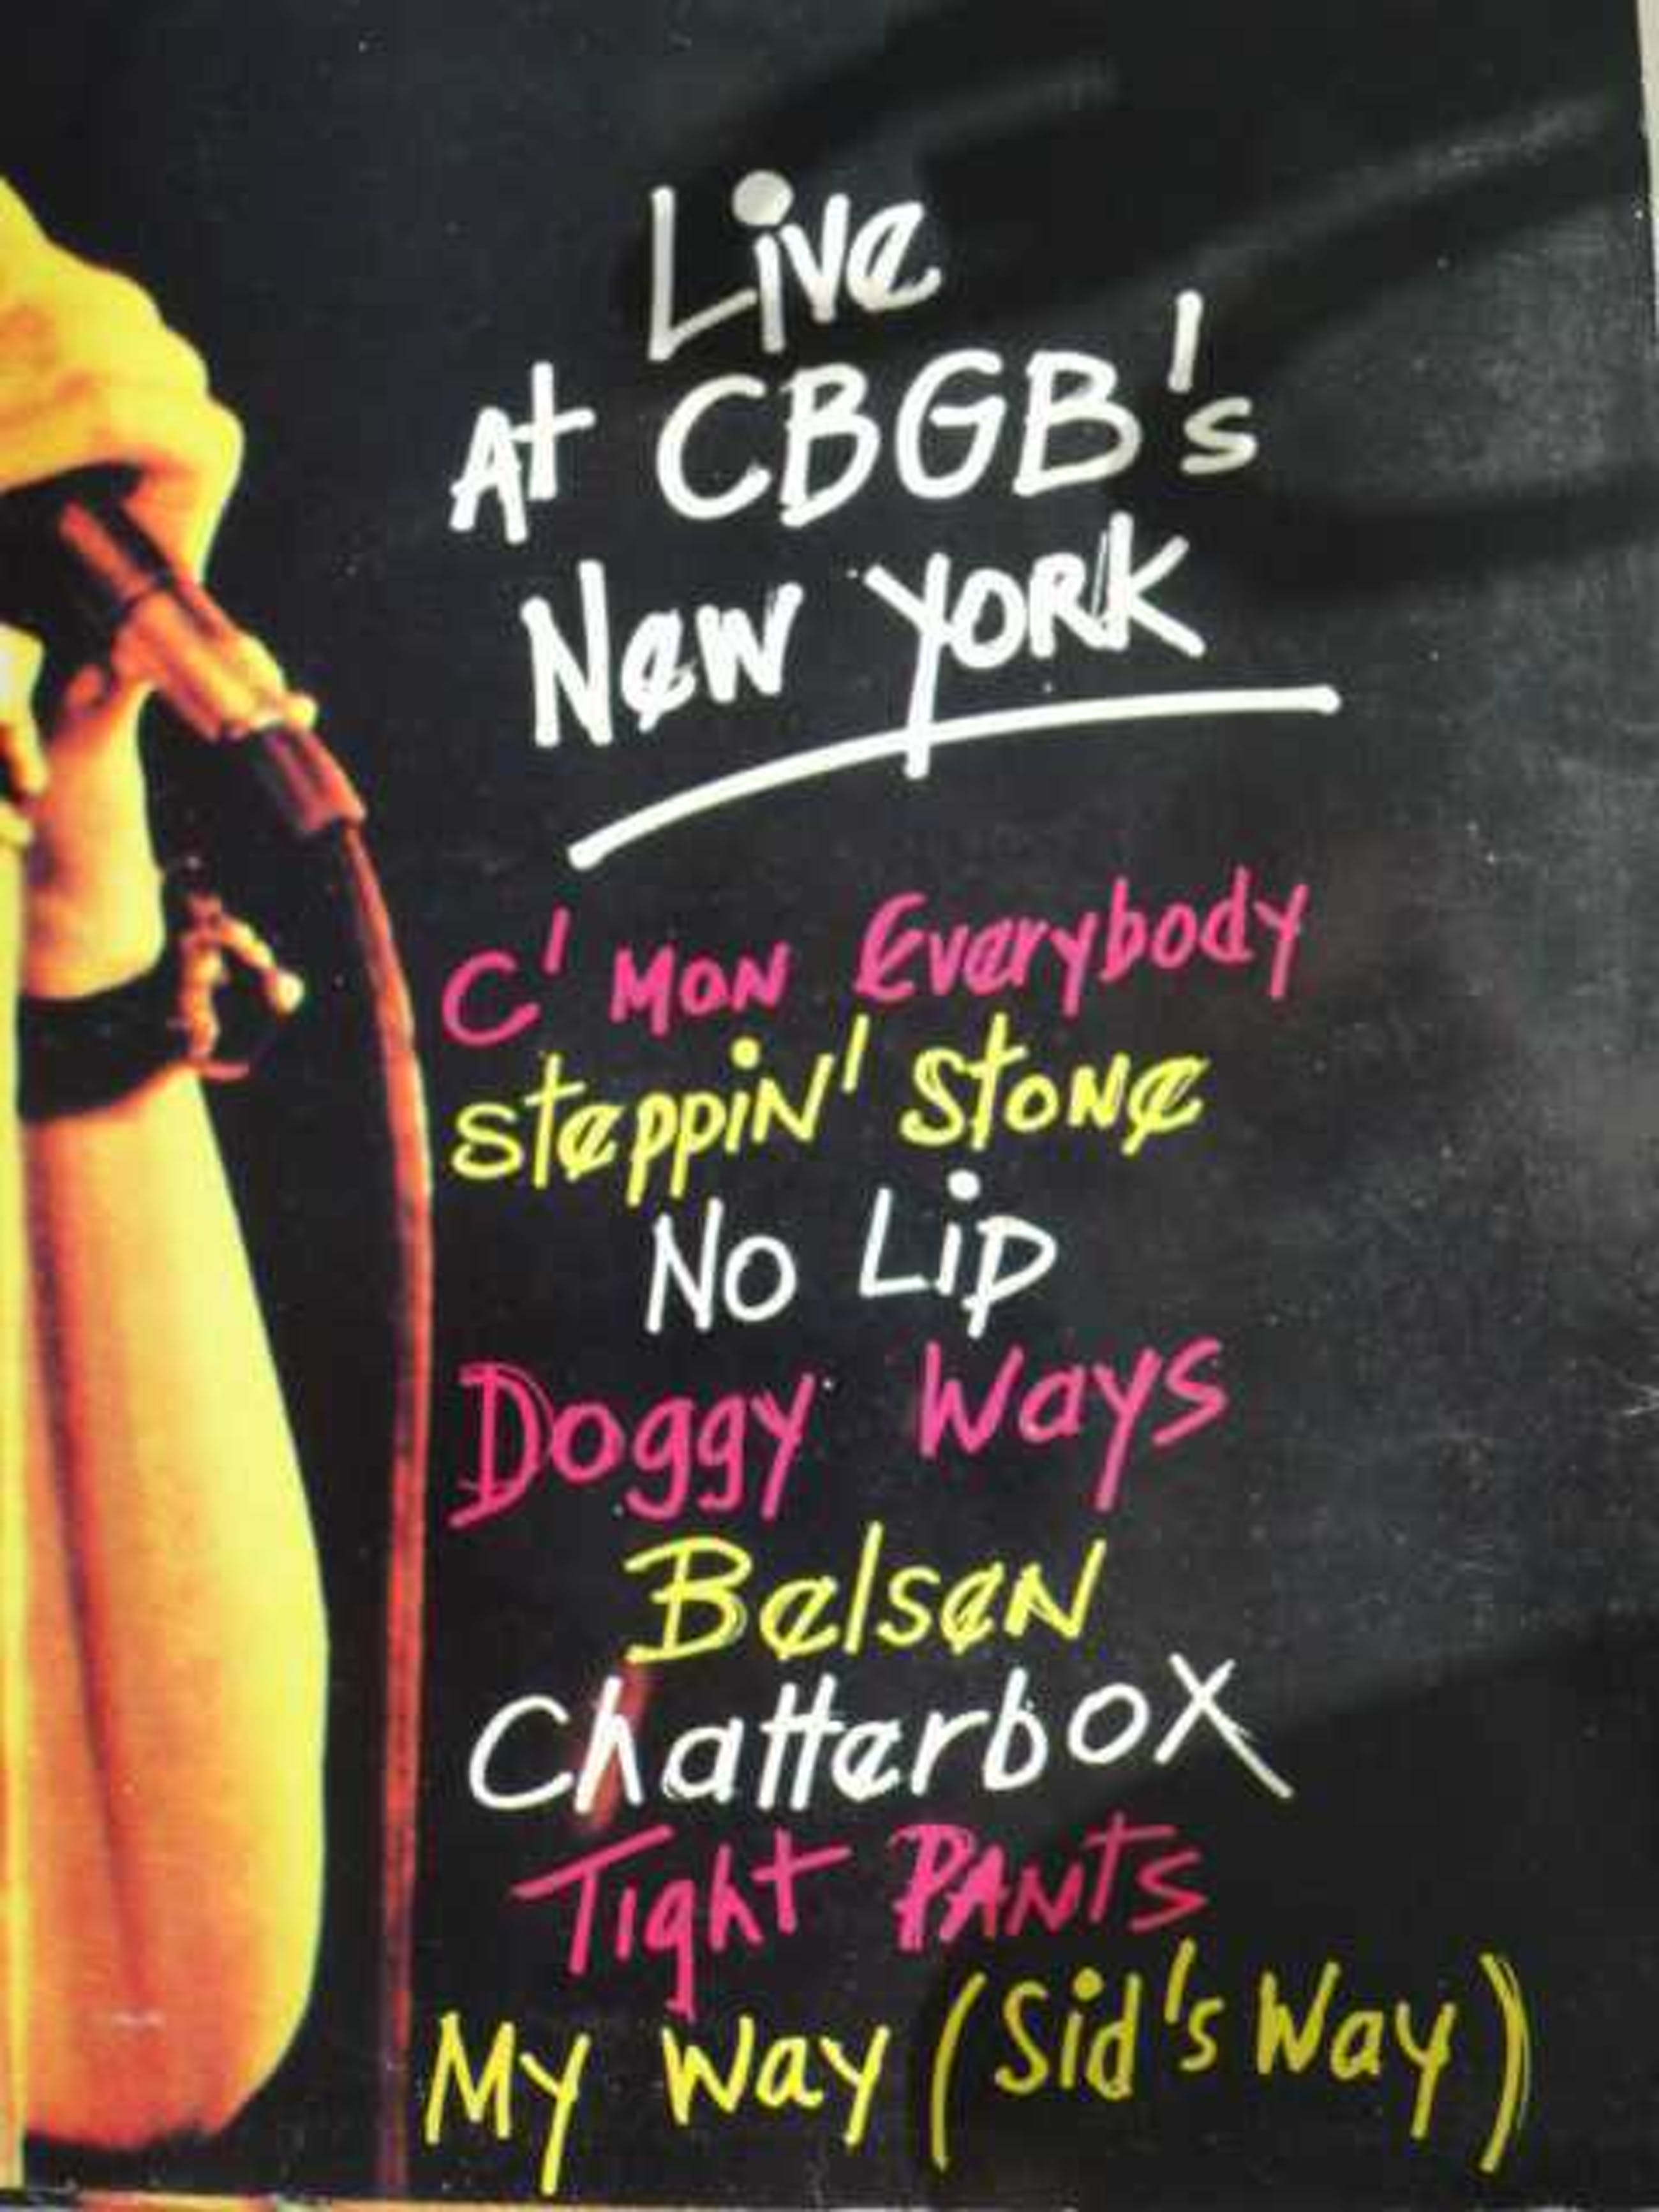 Live
At CBGB's
New York
C'Mon Everybody
Steppin' Stone
No Lip
Doggy Ways
Belsen
Chatterbox
Tight Pants
My Way (Sid's Way)